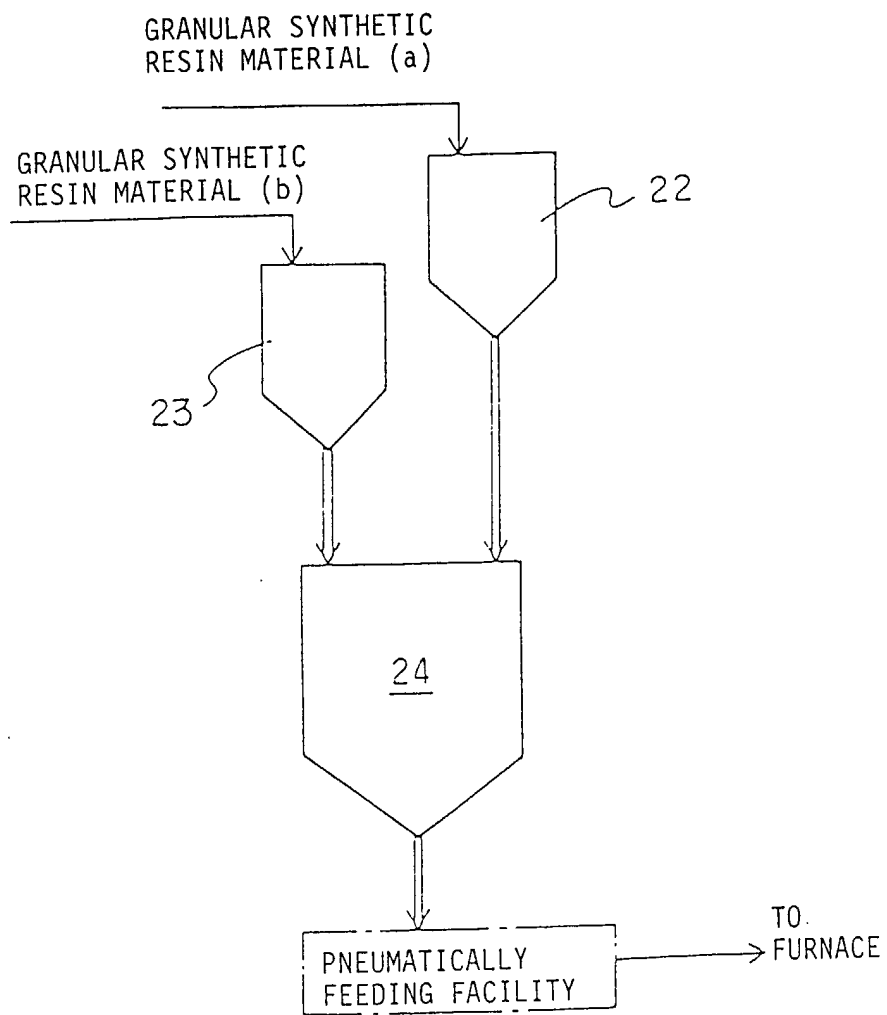 GRANULAR SYNTHETIC
RESIN MATERIAL (a)
GRANULAR SYNTHETIC
RESIN MATERIAL (b)
22
23
24
PNEUMATICALLY
FEEDING FACILITY
TO
FURNACE